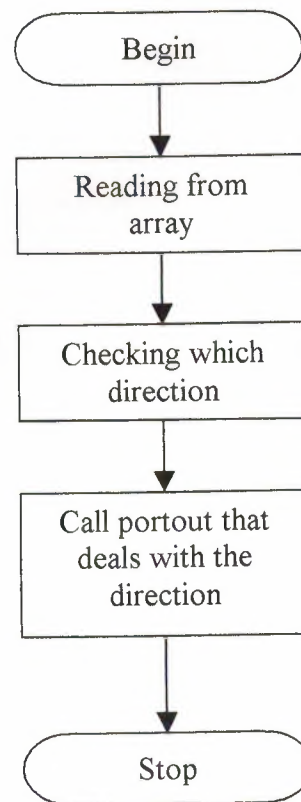 Begin
Reading from
array
Checking which
direction
Call portout that
deals with the
direction
Stop